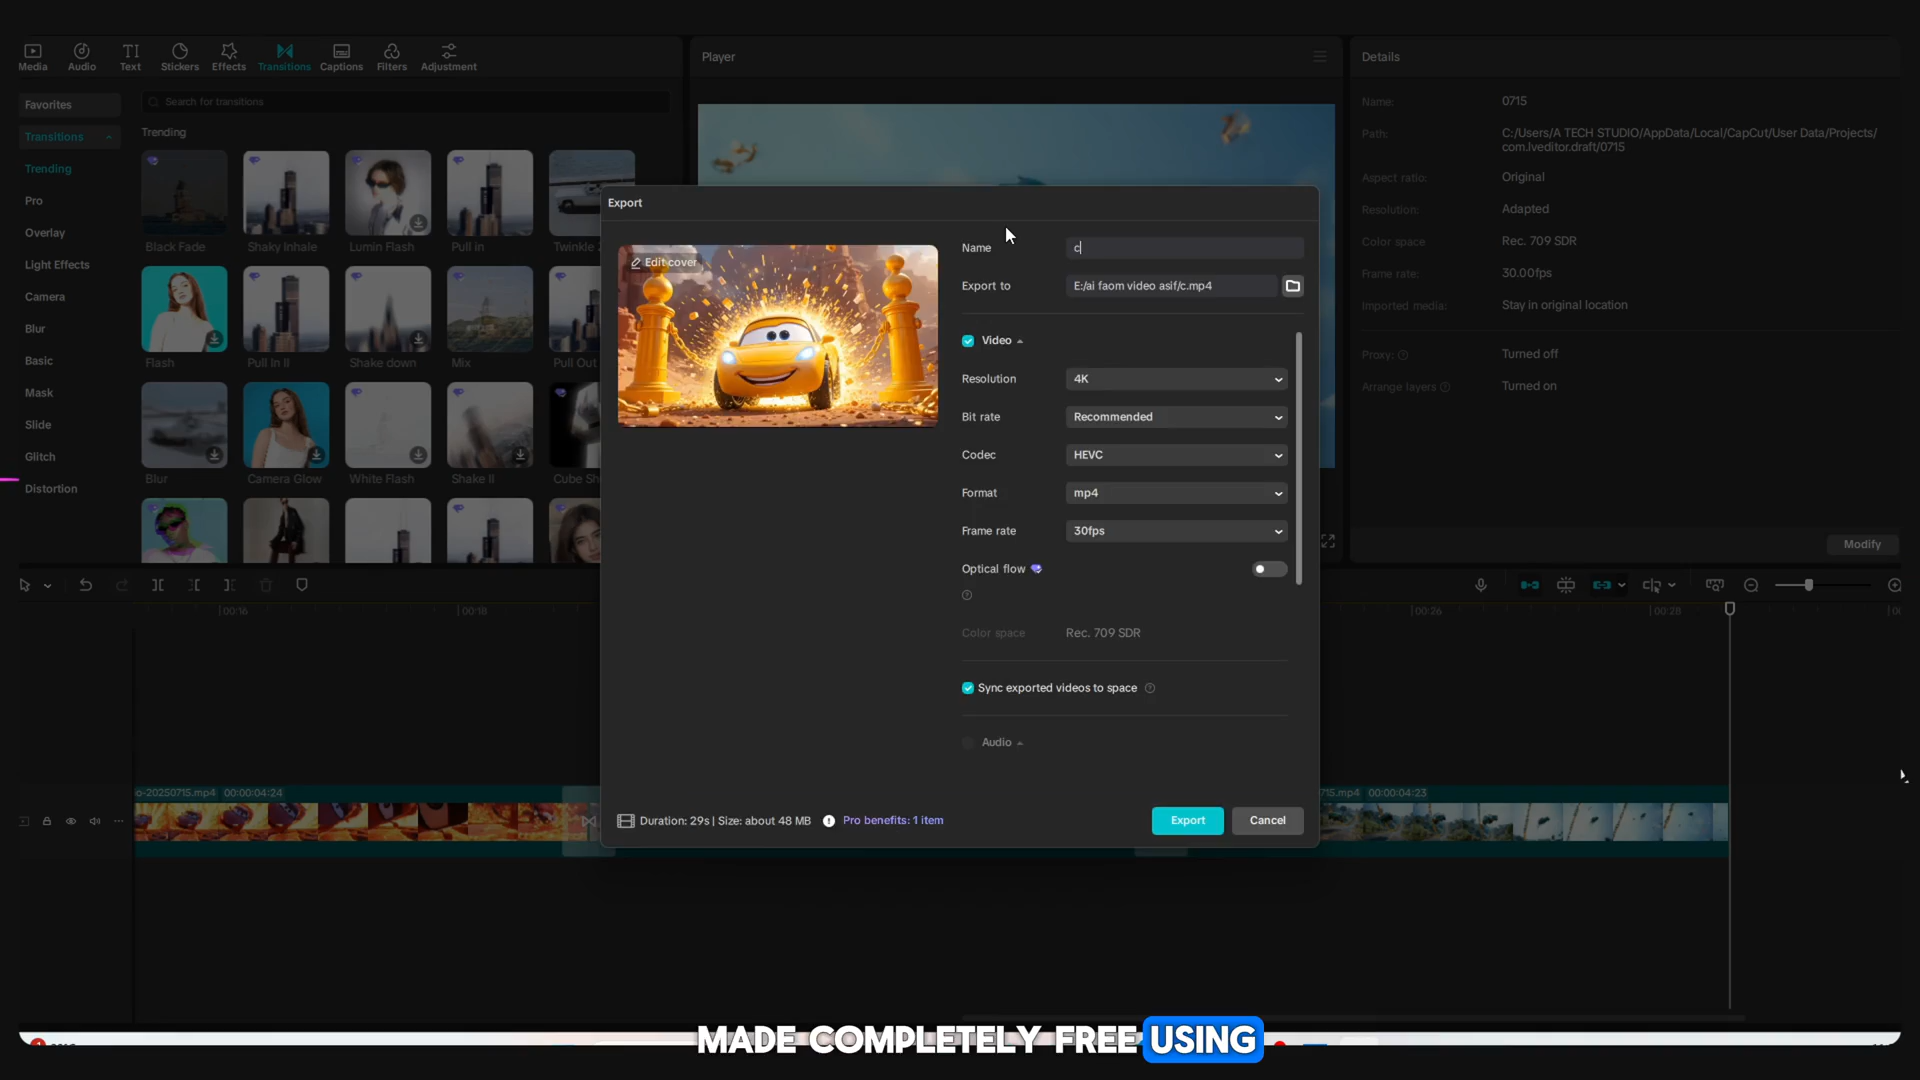 Media Audio Text Stickers Effects Transitions Captions Filters Adjustment
Player
Details
Favorites
Transitions
Trending
Pro
Overlay
Light Effects
Camera
Blur
Basic
Mask
Slide
Glitch
Distortion
Search for transitions
Trending
Black Fade Shaky Inhale Lumin Flash Pull in Twinkle
Flash Pull In II Shake down Mix Pull Out
Blur Camera Glow White Flash Shake II Cube Sh
Export
Edit cover
Name c
Export to E:/ai faom video asif/c.mp4
Video
Resolution 4K
Bit rate Recommended
Codec HEVC
Format mp4
Frame rate 30fps
Optical flow
Color space Rec. 709 SDR
Sync exported videos to space
Audio
Duration: 29s | Size: about 48 MB Pro benefits: 1 item
Export Cancel
Name: 0715
Path: C:/Users/A TECH STUDIO/AppData/Local/CapCut/User Data/Projects/
com.lveditor.draft/0715
Aspect ratio: Original
Resolution: Adapted
Color space: Rec. 709 SDR
Frame rate: 30.00fps
Imported media: Stay in original location
Proxy: Turned off
Arrange layers Turned on
Modify
00:16 00:18 00:26 00:28
o-20250715.mp4 00:00:04:24
715.mp4 00:00:04:23
MADE COMPLETELY FREE USING